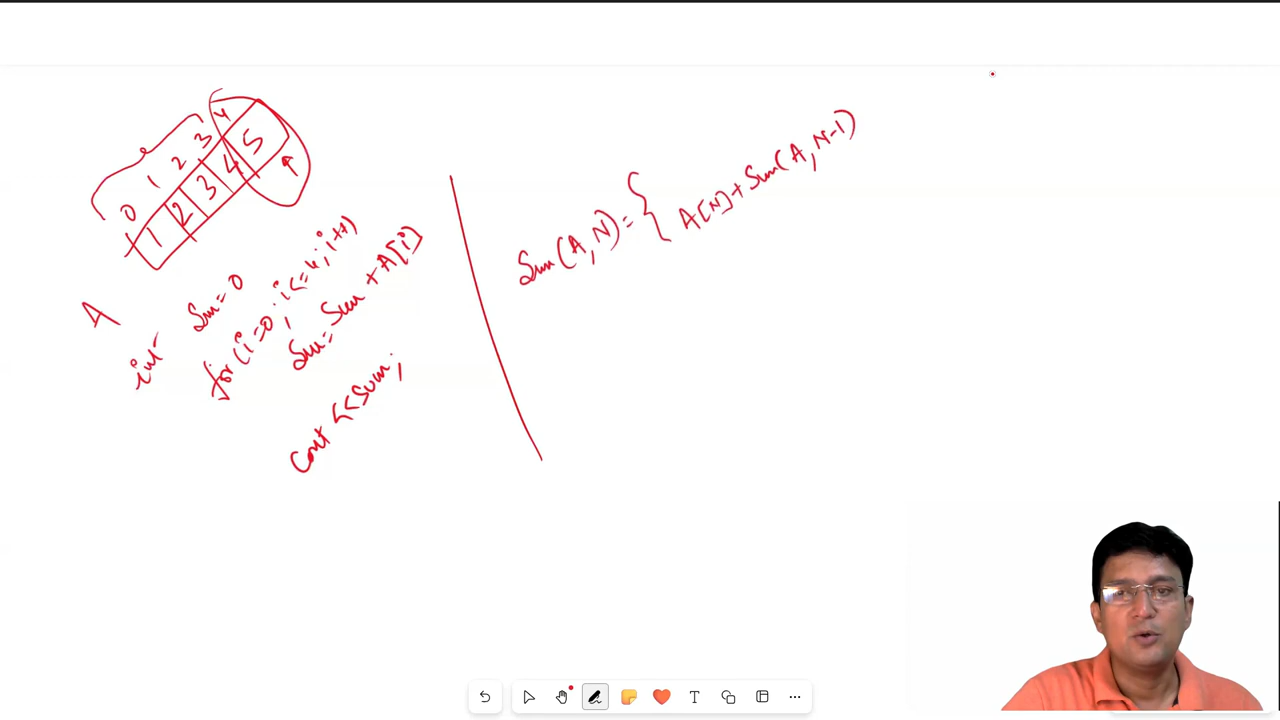 0 1 2 3 4
1 2 3 4 5
A
int Sum=0
for(i=0; i<=4; i++)
Sum= Sum + A[i]
cout <<Sum;
Sum(A, N)= {
A[N]+Sum(A, N-1)
T